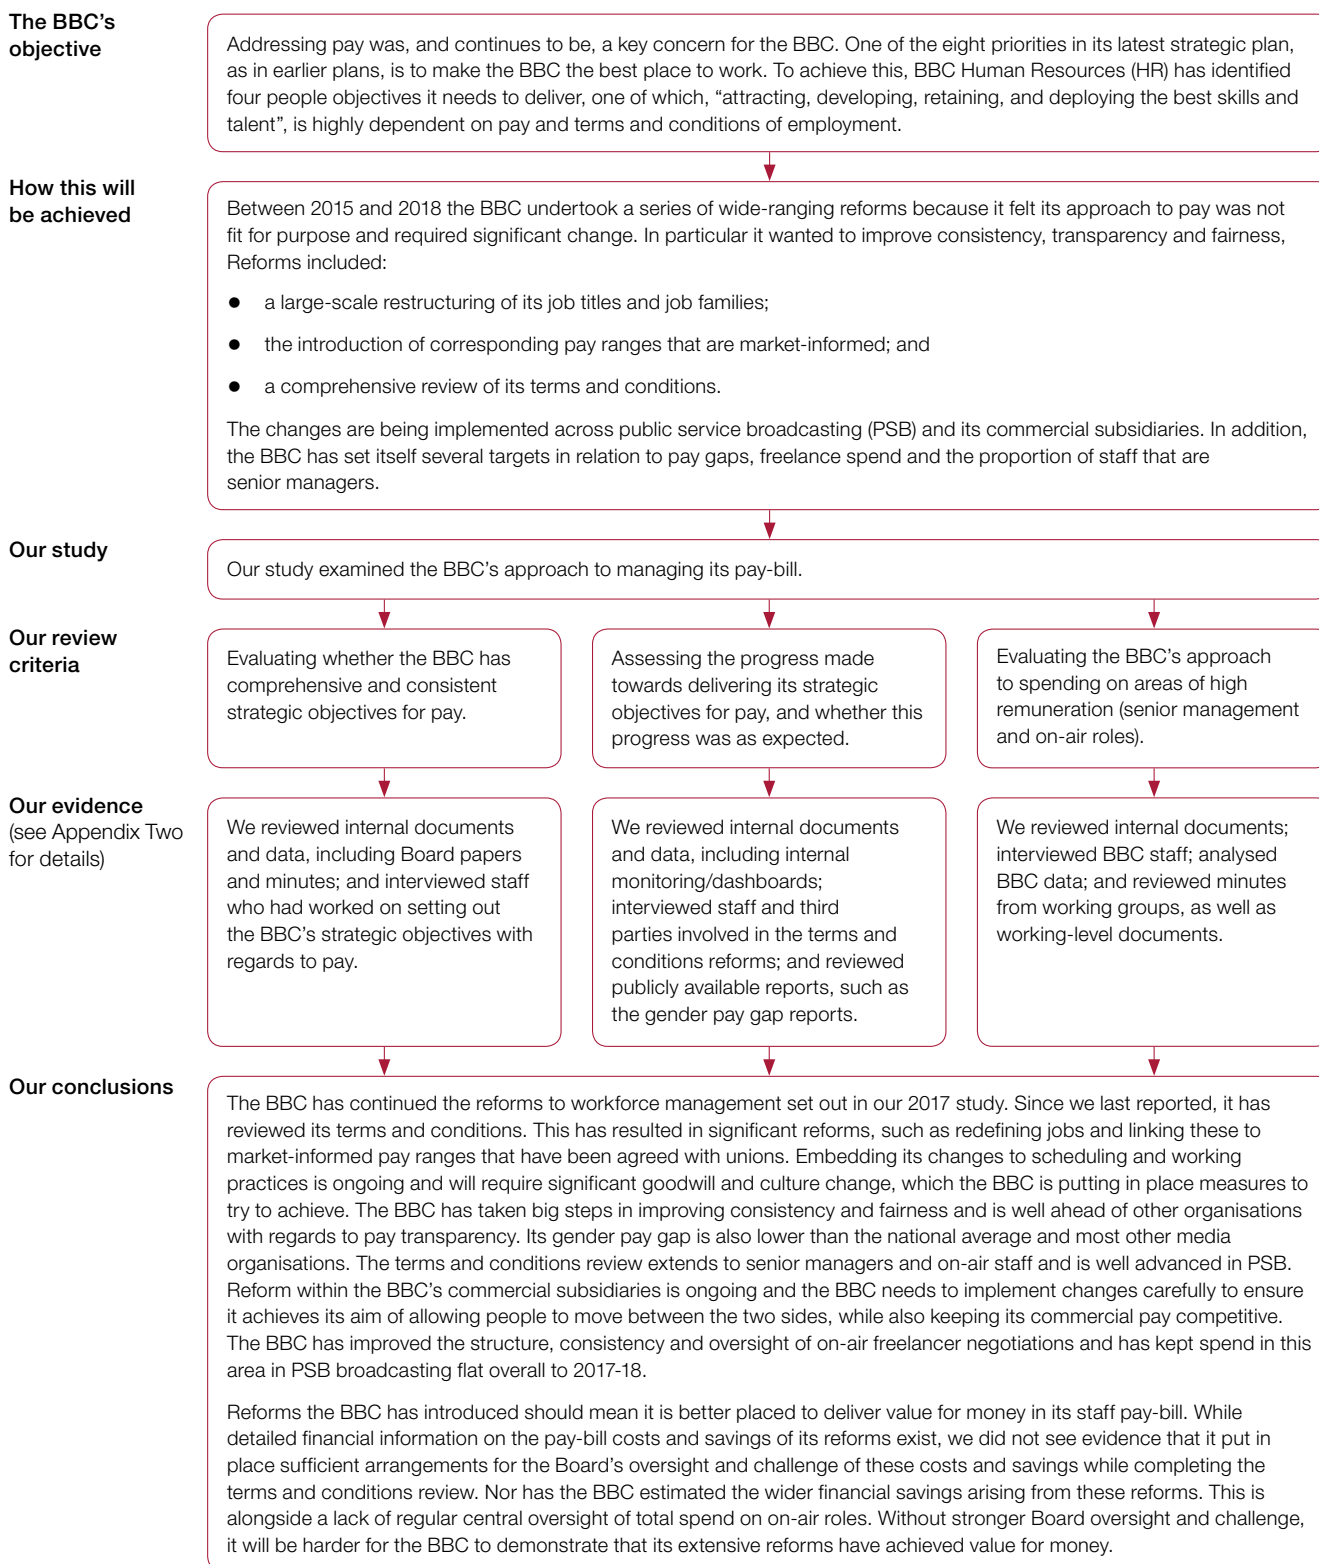 The BBC's
objective
Addressing pay was, and continues to be, a key concern for the BBC. One of the eight priorities in its latest strategic plan,
as in earlier plans, is to make the BBC the best place to work. To achieve this, BBC Human Resources (HR) has identified
four people objectives it needs to deliver, one of which, “attracting, developing, retaining, and deploying the best skills and
talent”, is highly dependent on pay and terms and conditions of employment.
How this will
be achieved
Between 2015 and 2018 the BBC undertook a series of wide-ranging reforms because it felt its approach to pay was not
fit for purpose and required significant change. In particular it wanted to improve consistency, transparency and fairness,
Reforms included:
● a large-scale restructuring of its job titles and job families;
● the introduction of corresponding pay ranges that are market-informed; and
● a comprehensive review of its terms and conditions.
The changes are being implemented across public service broadcasting (PSB) and its commercial subsidiaries. In addition,
the BBC has set itself several targets in relation to pay gaps, freelance spend and the proportion of staff that are
senior managers.
Our study
Our study examined the BBC's approach to managing its pay-bill.
Our review
criteria
Evaluating whether the BBC has
comprehensive and consistent
strategic objectives for pay.
Assessing the progress made
towards delivering its strategic
objectives for pay, and whether this
progress was as expected.
Evaluating the BBC's approach
to spending on areas of high
remuneration (senior management
and on-air roles).
Our evidence
(see Appendix Two
for details)
We reviewed internal documents
and data, including Board papers
and minutes; and interviewed staff
who had worked on setting out
the BBC's strategic objectives with
regards to pay.
We reviewed internal documents
and data, including internal
monitoring/dashboards;
interviewed staff and third
parties involved in the terms and
conditions reforms; and reviewed
publicly available reports, such as
the gender pay gap reports.
We reviewed internal documents;
interviewed BBC staff; analysed
BBC data; and reviewed minutes
from working groups, as well as
working-level documents.
Our conclusions
The BBC has continued the reforms to workforce management set out in our 2017 study. Since we last reported, it has
reviewed its terms and conditions. This has resulted in significant reforms, such as redefining jobs and linking these to
market-informed pay ranges that have been agreed with unions. Embedding its changes to scheduling and working
practices is ongoing and will require significant goodwill and culture change, which the BBC is putting in place measures to
try to achieve. The BBC has taken big steps in improving consistency and fairness and is well ahead of other organisations
with regards to pay transparency. Its gender pay gap is also lower than the national average and most other media
organisations. The terms and conditions review extends to senior managers and on-air staff and is well advanced in PSB.
Reform within the BBC's commercial subsidiaries is ongoing and the BBC needs to implement changes carefully to ensure
it achieves its aim of allowing people to move between the two sides, while also keeping its commercial pay competitive.
The BBC has improved the structure, consistency and oversight of on-air freelancer negotiations and has kept spend in this
area in PSB broadcasting flat overall to 2017-18.
Reforms the BBC has introduced should mean it is better placed to deliver value for money in its staff pay-bill. While
detailed financial information on the pay-bill costs and savings of its reforms exist, we did not see evidence that it put in
place sufficient arrangements for the Board's oversight and challenge of these costs and savings while completing the
terms and conditions review. Nor has the BBC estimated the wider financial savings arising from these reforms. This is
alongside a lack of regular central oversight of total spend on on-air roles. Without stronger Board oversight and challenge,
it will be harder for the BBC to demonstrate that its extensive reforms have achieved value for money.